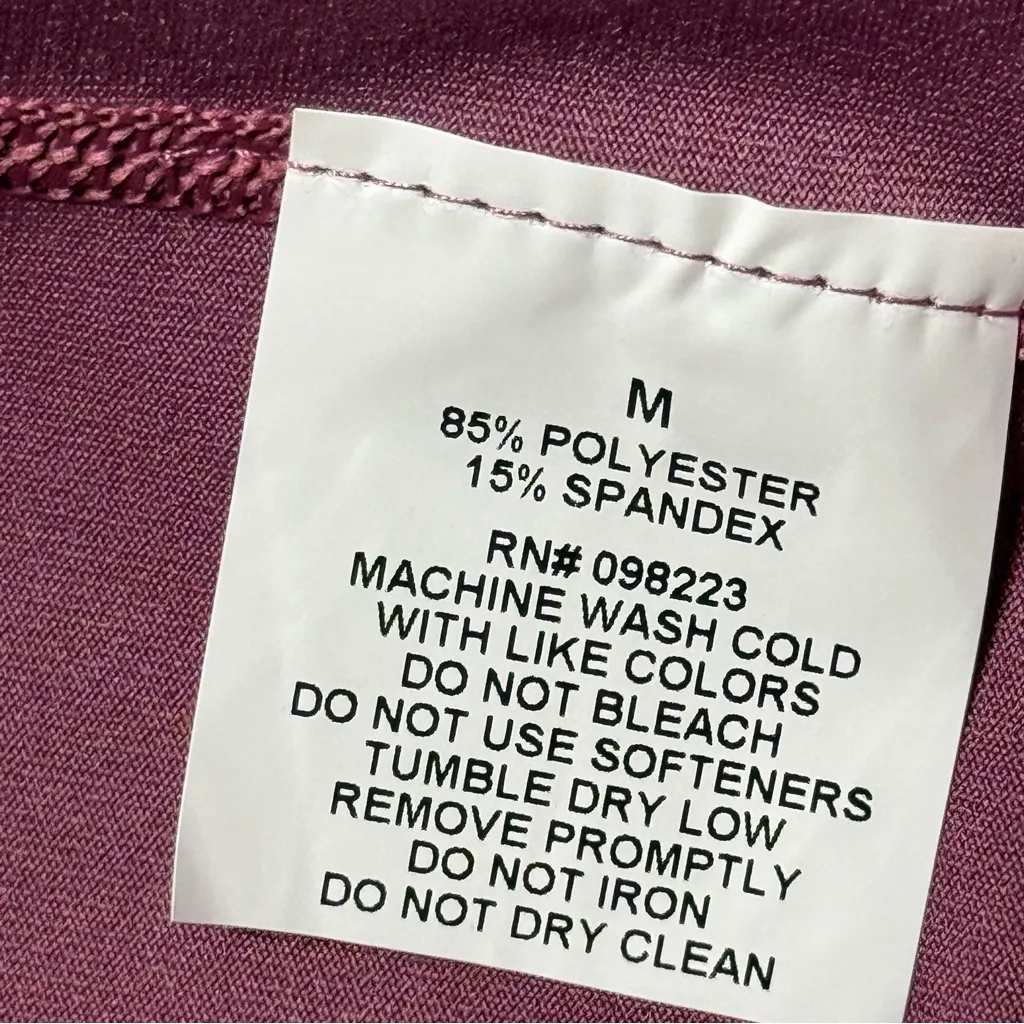 M
85% POLYESTER
15% SPANDEX
RN# 098223
MACHINE WASH COLD
WITH LIKE COLORS
DO NOT BLEACH
DO NOT USE SOFTENERS
TUMBLE DRY LOW
REMOVE PROMPTLY
DO NOT IRON
DO NOT DRY CLEAN